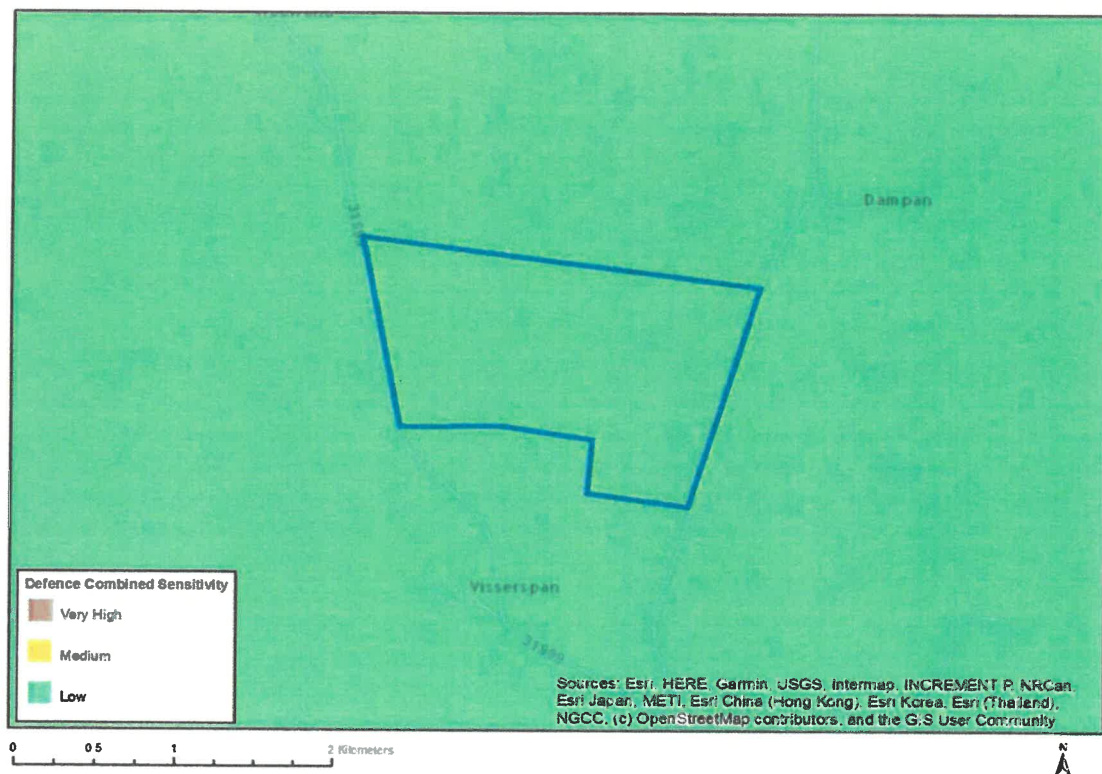 Dampan
Visserspan
Defence Combined Sensitivity
Very High
Medium
Low
Sources: Esri, HERE, Garmin, USGS, Intermap, INCREMENT P, NRCan,
Esri Japan, METI, Esri China (Hong Kong), Esri Korea, Esri (Thailand),
NGCC, (c) OpenStreetMap contributors, and the GIS User Community
0 0.5 1 2 Kilometers
N